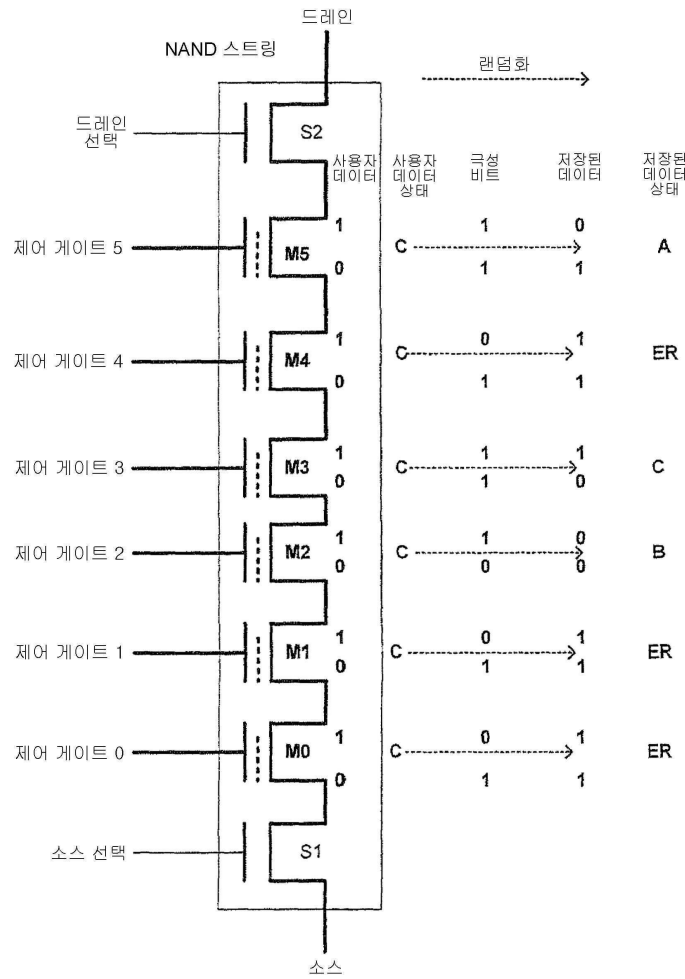 드레인
NAND 스트링
랜덤화
드레인
선택
S2
사용자
데이터
사용자
데이터
상태
극성
비트
저장된
데이터
저장된
데이터
상태
1 1 0
제어 게이트 5 M5 C A
0 1 1
1 0 1
제어 게이트 4 M4 C ER
0 1 1
1 1 1
제어 게이트 3 M3 C C
0 1 0
1 1 0
제어 게이트 2 M2 C B
0 0 0
1 0 1
제어 게이트 1 M1 C ER
0 1 1
1 0 1
제어 게이트 0 M0 C ER
0 1 1
소스 선택 S1
소스